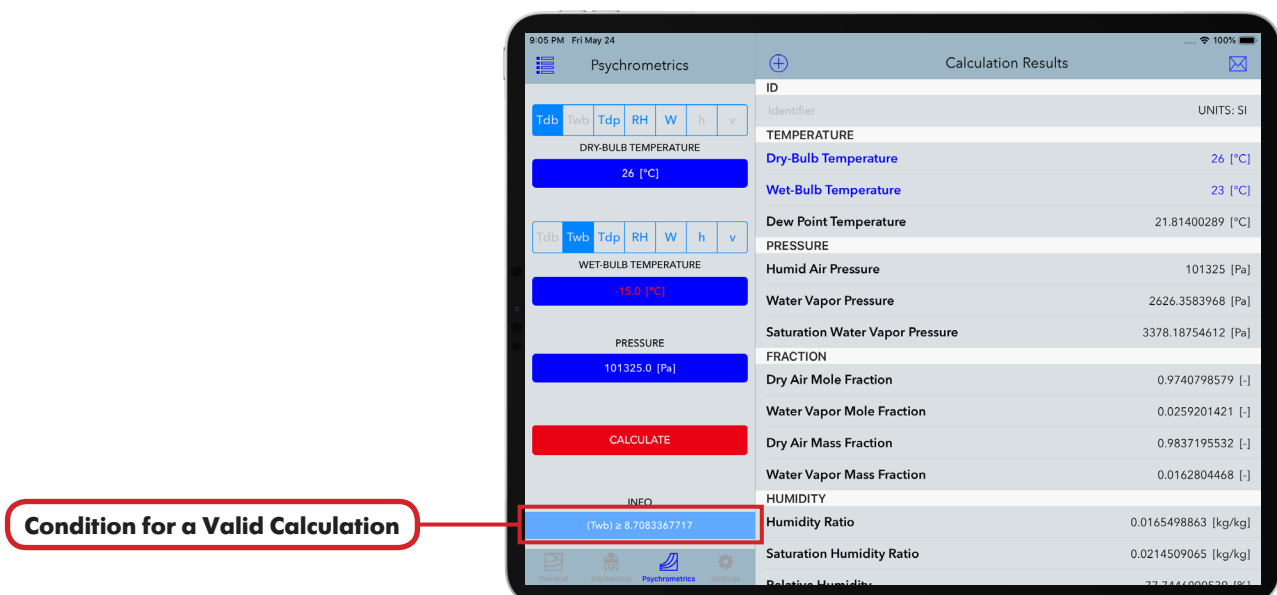 9:05 PM Fri May 24
100%
Psychrometrics
Calculation Results
ID
Identifier
UNITS: SI
Tdb Twb Tdp RH W h v
DRY-BULB TEMPERATURE
26 [°C]
Tdb Twb Tdp RH W h v
WET-BULB TEMPERATURE
-15.0 [°C]
PRESSURE
101325.0 [Pa]
CALCULATE
INFO
(Twb) ≥ 8.7083367717
Demand Mechanical Psychrometrics Settings
TEMPERATURE
Dry-Bulb Temperature 26 [°C]
Wet-Bulb Temperature 23 [°C]
Dew Point Temperature 21.81400289 [°C]
PRESSURE
Humid Air Pressure 101325 [Pa]
Water Vapor Pressure 2626.3583968 [Pa]
Saturation Water Vapor Pressure 3378.18754612 [Pa]
FRACTION
Dry Air Mole Fraction 0.9740798579 [-]
Water Vapor Mole Fraction 0.0259201421 [-]
Dry Air Mass Fraction 0.9837195532 [-]
Water Vapor Mass Fraction 0.0162804468 [-]
HUMIDITY
Humidity Ratio 0.0165498863 [kg/kg]
Saturation Humidity Ratio 0.0214509065 [kg/kg]
Relative Humidity
Condition for a Valid Calculation